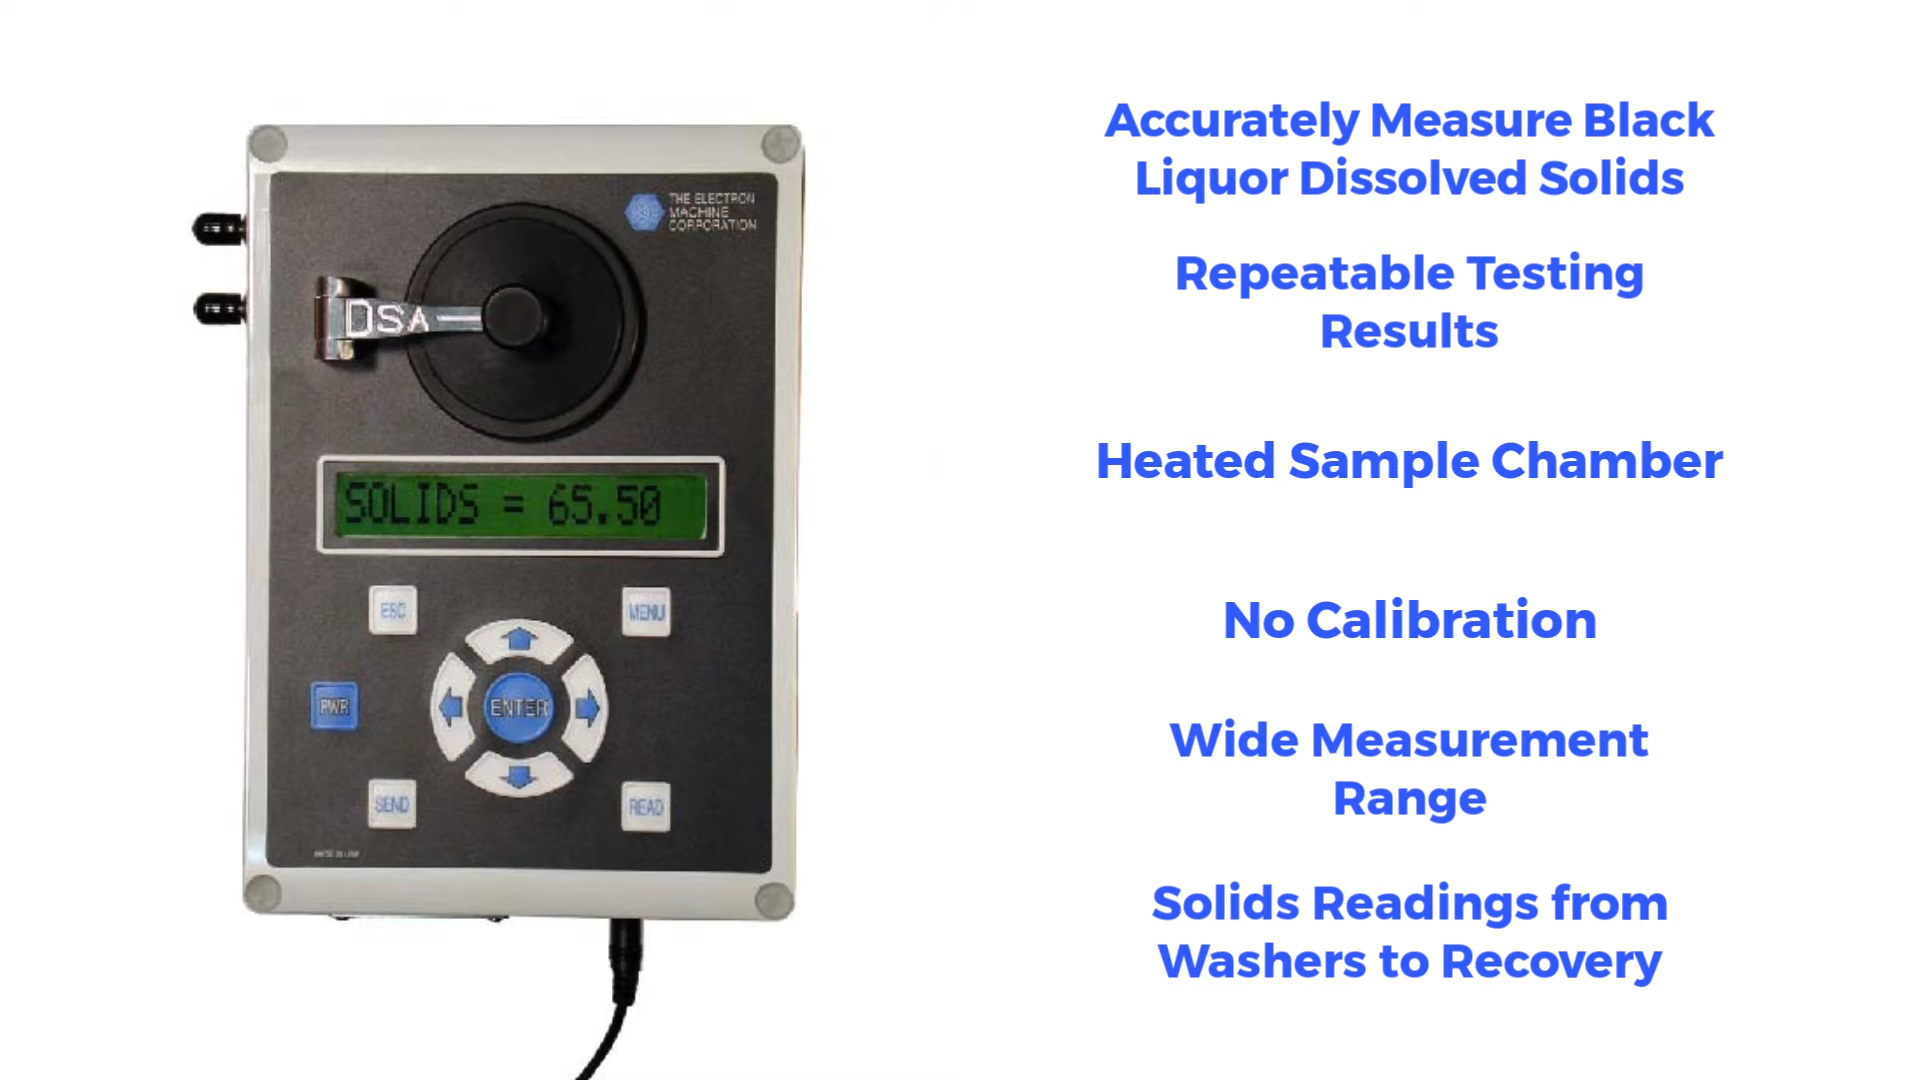 THE ELECTRON
MACHINE
CORPORATION
DSA
SOLIDS = 65.50
ESC
MENU
PWR
ENTER
SEND
READ
Accurately Measure Black
Liquor Dissolved Solids
Repeatable Testing
Results
Heated Sample Chamber
No Calibration
Wide Measurement
Range
Solids Readings from
Washers to Recovery